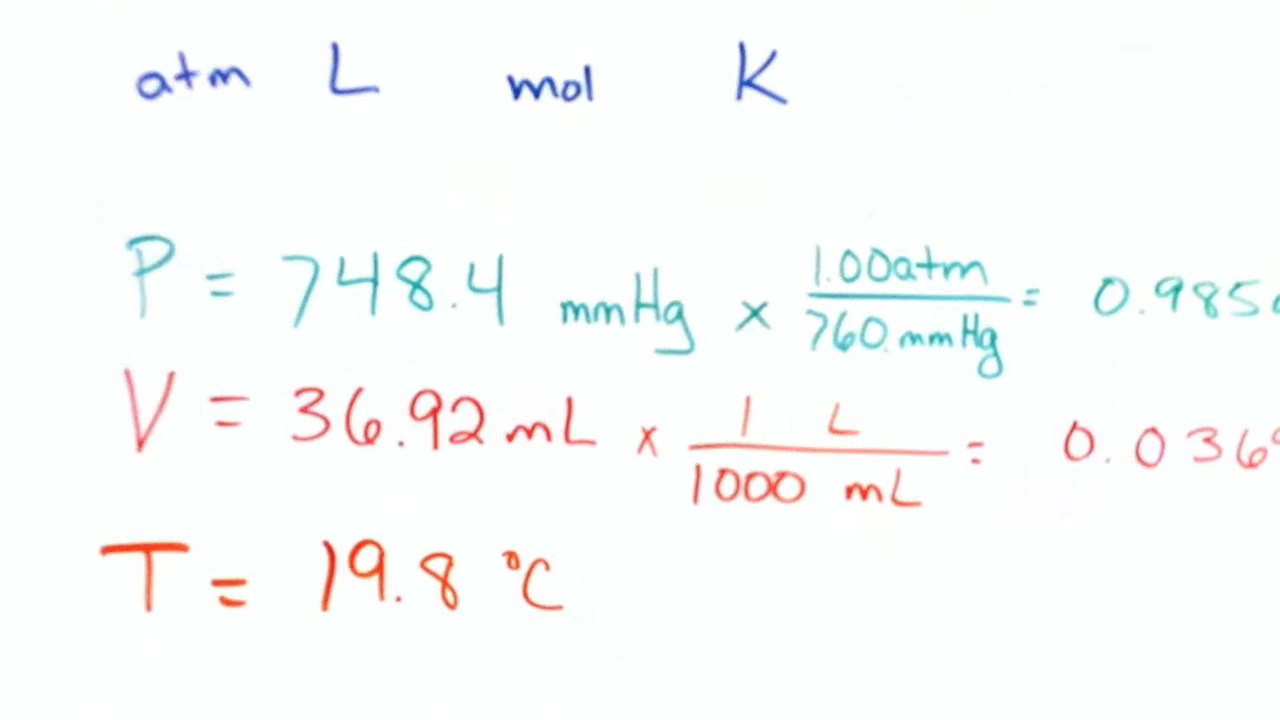 atm L mol K
P = 748.4 mmHg x 1.00atm / 760. mmHg = 0.985
V = 36.92 mL x 1 L / 1000 mL = 0.036
T = 19.8 °C